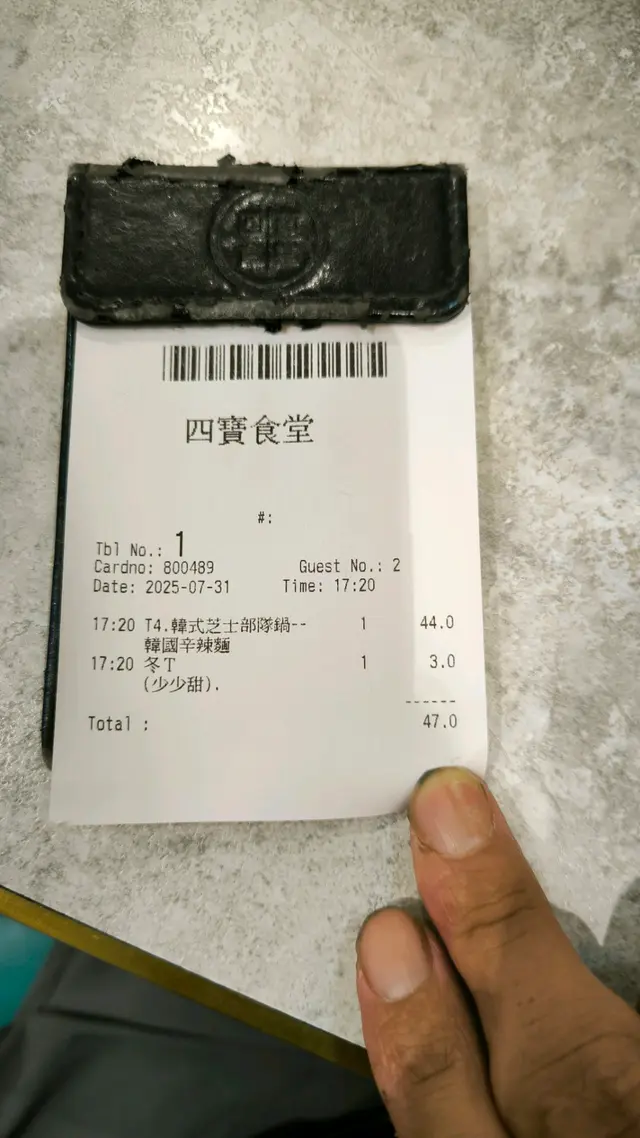 四寶食堂
#:
Tbl No.: 1
Cardno: 800489 Guest No.: 2
Date: 2025-07-31 Time: 17:20
17:20 T4.韓式芝士部隊鍋-- 1 44.0
韓國辛辣麵
17:20 冬T 1 3.0
(少少甜).
------
Total : 47.0